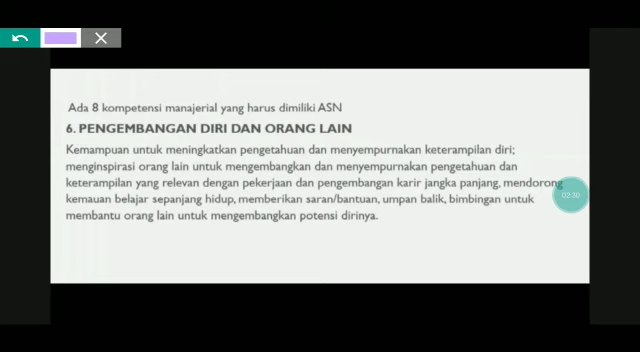 Ada 8 kompetensi manajerial yang harus dimiliki ASN
6. PENGEMBANGAN DIRI DAN ORANG LAIN
Kemampuan untuk meningkatkan pengetahuan dan menyempurnakan keterampilan diri;
menginspirasi orang lain untuk mengembangkan dan menyempurnakan pengetahuan dan
keterampilan yang relevan dengan pekerjaan dan pengembangan karir jangka panjang, mendorong
kemauan belajar sepanjang hidup, memberikan saran/bantuan, umpan balik, bimbingan untuk
membantu orang lain untuk mengembangkan potensi dirinya.
02:30